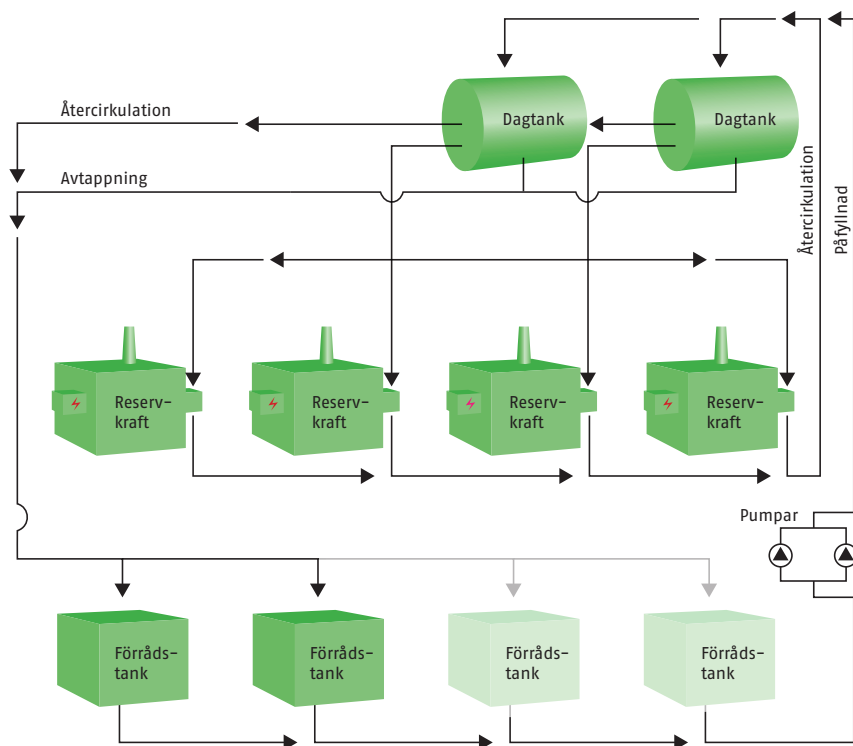 Återcirkulation
Dagtank
Dagtank
Avtappning
Återcirkulation
Påfyllnad
Reserv-
kraft
Reserv-
kraft
Reserv-
kraft
Reserv-
kraft
Pumpar
Förråds-
tank
Förråds-
tank
Förråds-
tank
Förråds-
tank